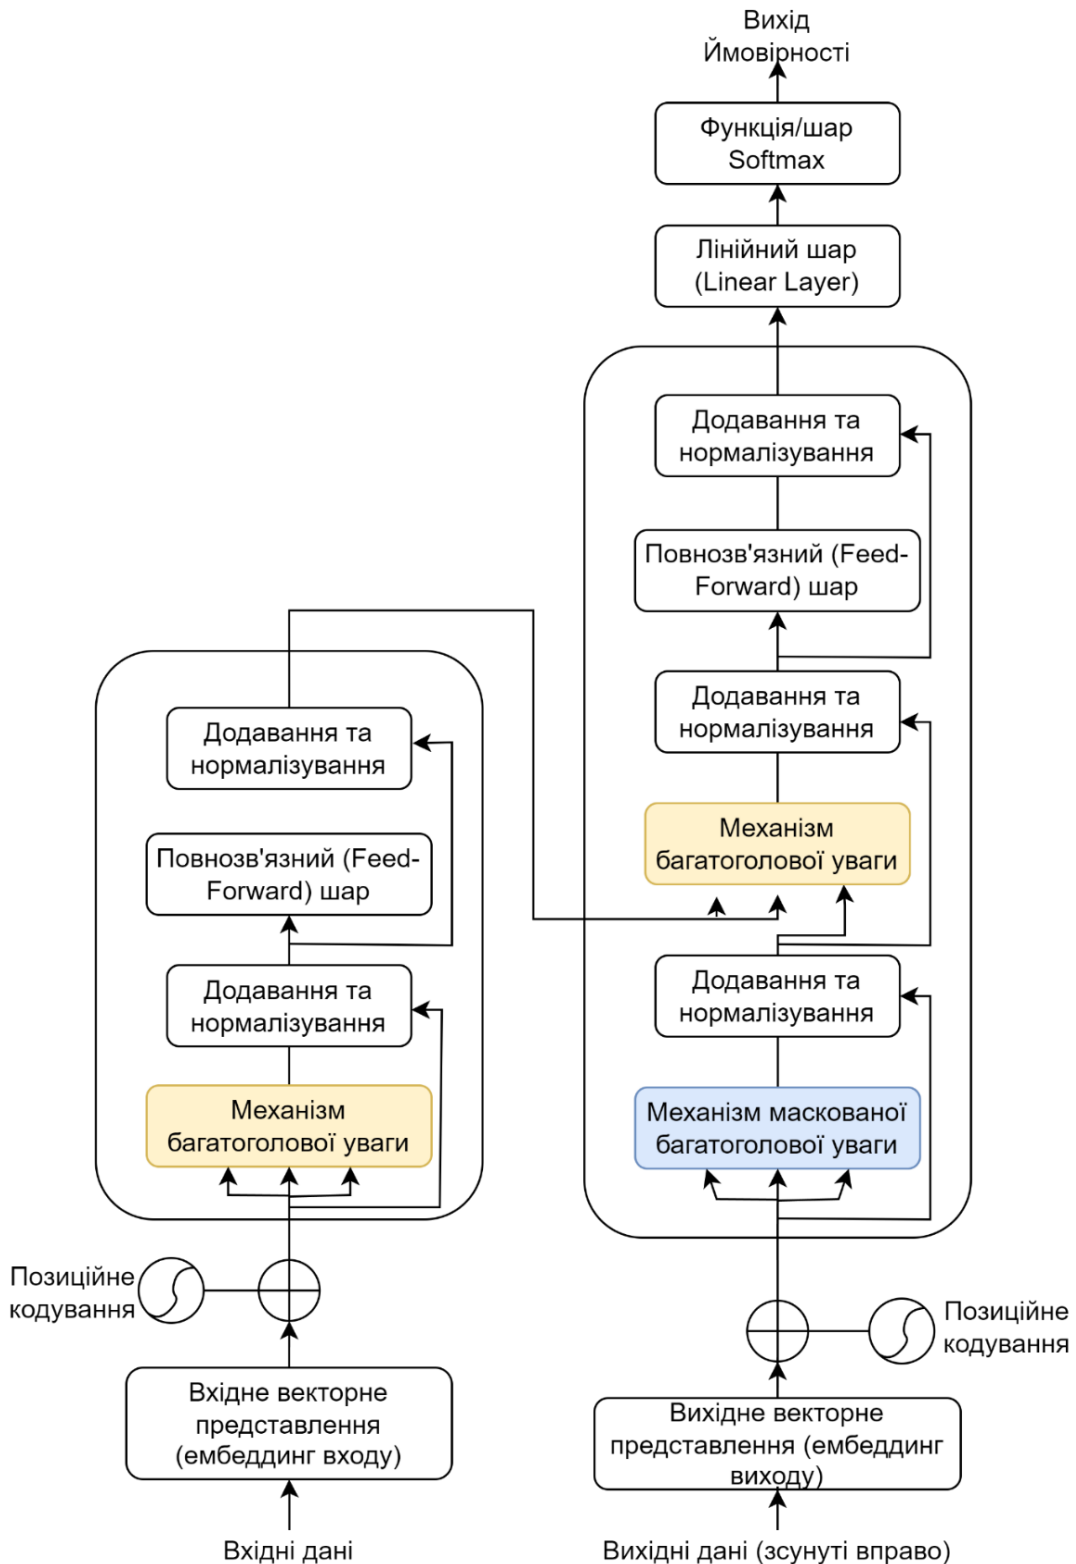 Вихід
Ймовірності
Функція/шар
Softmax
Лінійний шар
(Linear Layer)
Додавання та
нормалізування
Повнозв'язний (Feed-
Forward) шар
Додавання та
нормалізування
Механізм
багатоголової уваги
Додавання та
нормалізування
Механізм маскованої
багатоголової уваги
Позиційне
кодування
Вихідне векторне
представлення (ембеддинг
виходу)
Вихідні дані (зсунуті вправо)
Додавання та
нормалізування
Повнозв'язний (Feed-
Forward) шар
Додавання та
нормалізування
Механізм
багатоголової уваги
Позиційне
кодування
Вхідне векторне
представлення
(ембеддинг входу)
Вхідні дані